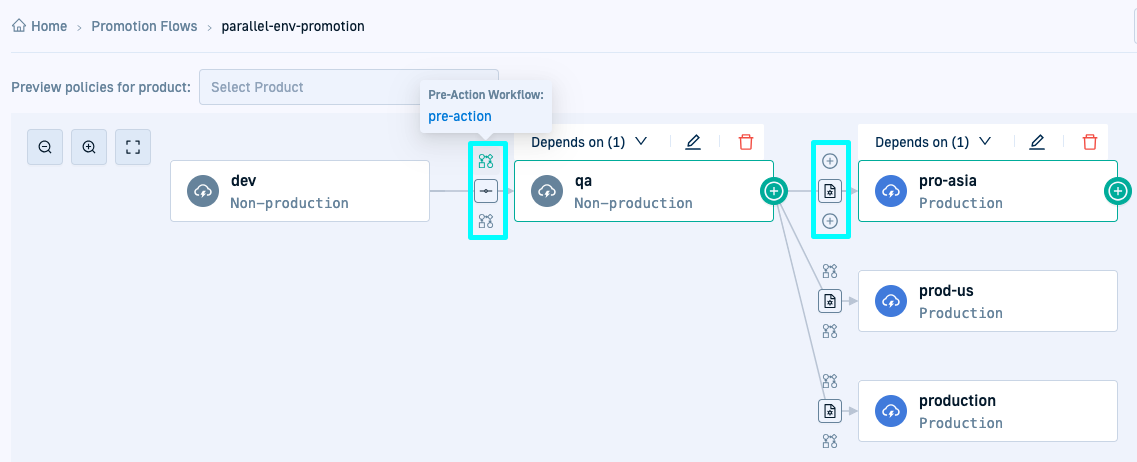 Home › Promotion Flows › parallel-env-promotion
Preview policies for product: Select Product
Pre-Action Workflow:
pre-action
Depends on (1)
Depends on (1)
dev
Non-production
qa
Non-production
pro-asia
Production
prod-us
Production
production
Production